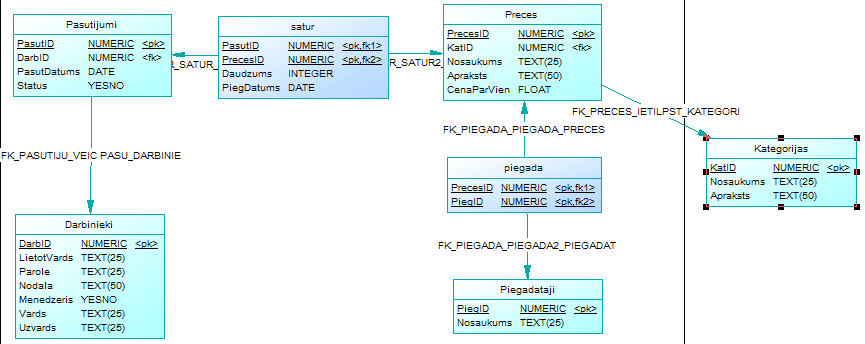 Pasutijumi
PasutID NUMERIC <pk>
DarbID NUMERIC <fk>
PasutDatums DATE
Status YESNO
satur
PasutID NUMERIC <pk,fk1>
PrecesID NUMERIC <pk,fk2>
Daudzums INTEGER
PiegDatums DATE
Preces
PrecesID NUMERIC <pk>
KatID NUMERIC <fk>
Nosaukums TEXT(25)
Apraksts TEXT(50)
CenaParVien FLOAT
R_SATUR_
R_SATUR2_
FK_PRECES_IETILPST_KATEGORI
FK_PIEGADA_PIEGADA_PRECES
Kategorijas
KatID NUMERIC <pk>
Nosaukums TEXT(25)
Apraksts TEXT(50)
FK_PASUTIJU_VEIC PASU_DARBINIE
piegada
PrecesID NUMERIC <pk,fk1>
PiegID NUMERIC <pk,fk2>
Darbinieki
DarbID NUMERIC <pk>
LietotVards TEXT(25)
Parole TEXT(25)
Nodala TEXT(50)
Menedzeris YESNO
Vards TEXT(25)
Uzvards TEXT(25)
FK_PIEGADA_PIEGADA2_PIEGADAT
Piegadataji
PiegID NUMERIC <pk>
Nosaukums TEXT(25)